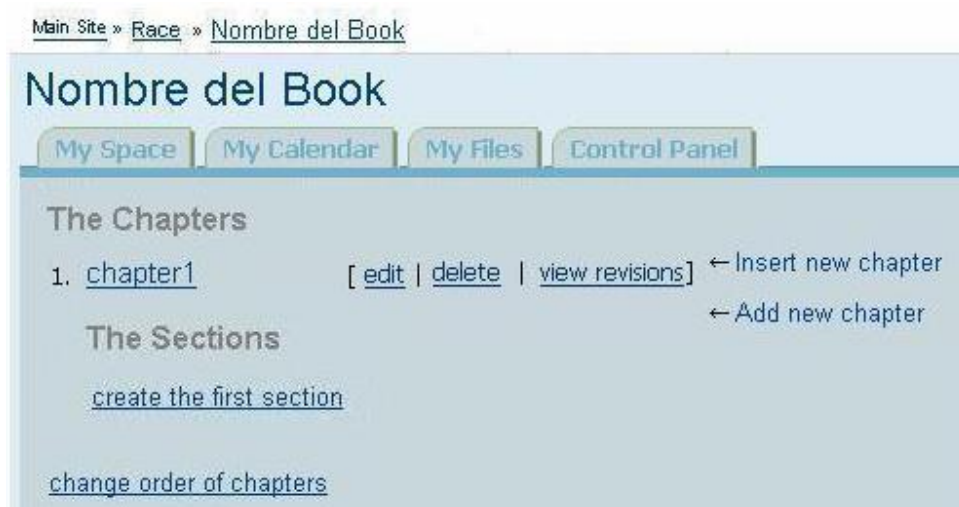 Main Site » Race » Nombre del Book
Nombre del Book
My Space My Calendar My Files Control Panel
The Chapters
1. chapter1 [ edit | delete | view revisions] ← Insert new chapter
← Add new chapter
The Sections
create the first section
change order of chapters